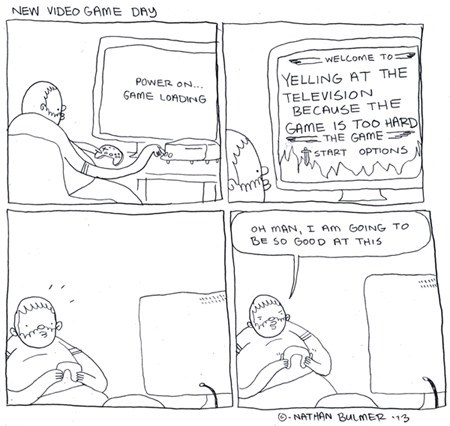 NEW VIDEO GAME DAY
POWER ON...
GAME LOADING
WELCOME TO
YELLING AT THE
TELEVISION
BECAUSE THE
GAME IS TOO HARD
THE GAME
START OPTIONS
OH MAN, I AM GOING TO
BE SO GOOD AT THIS
©-NATHAN BULMER '13